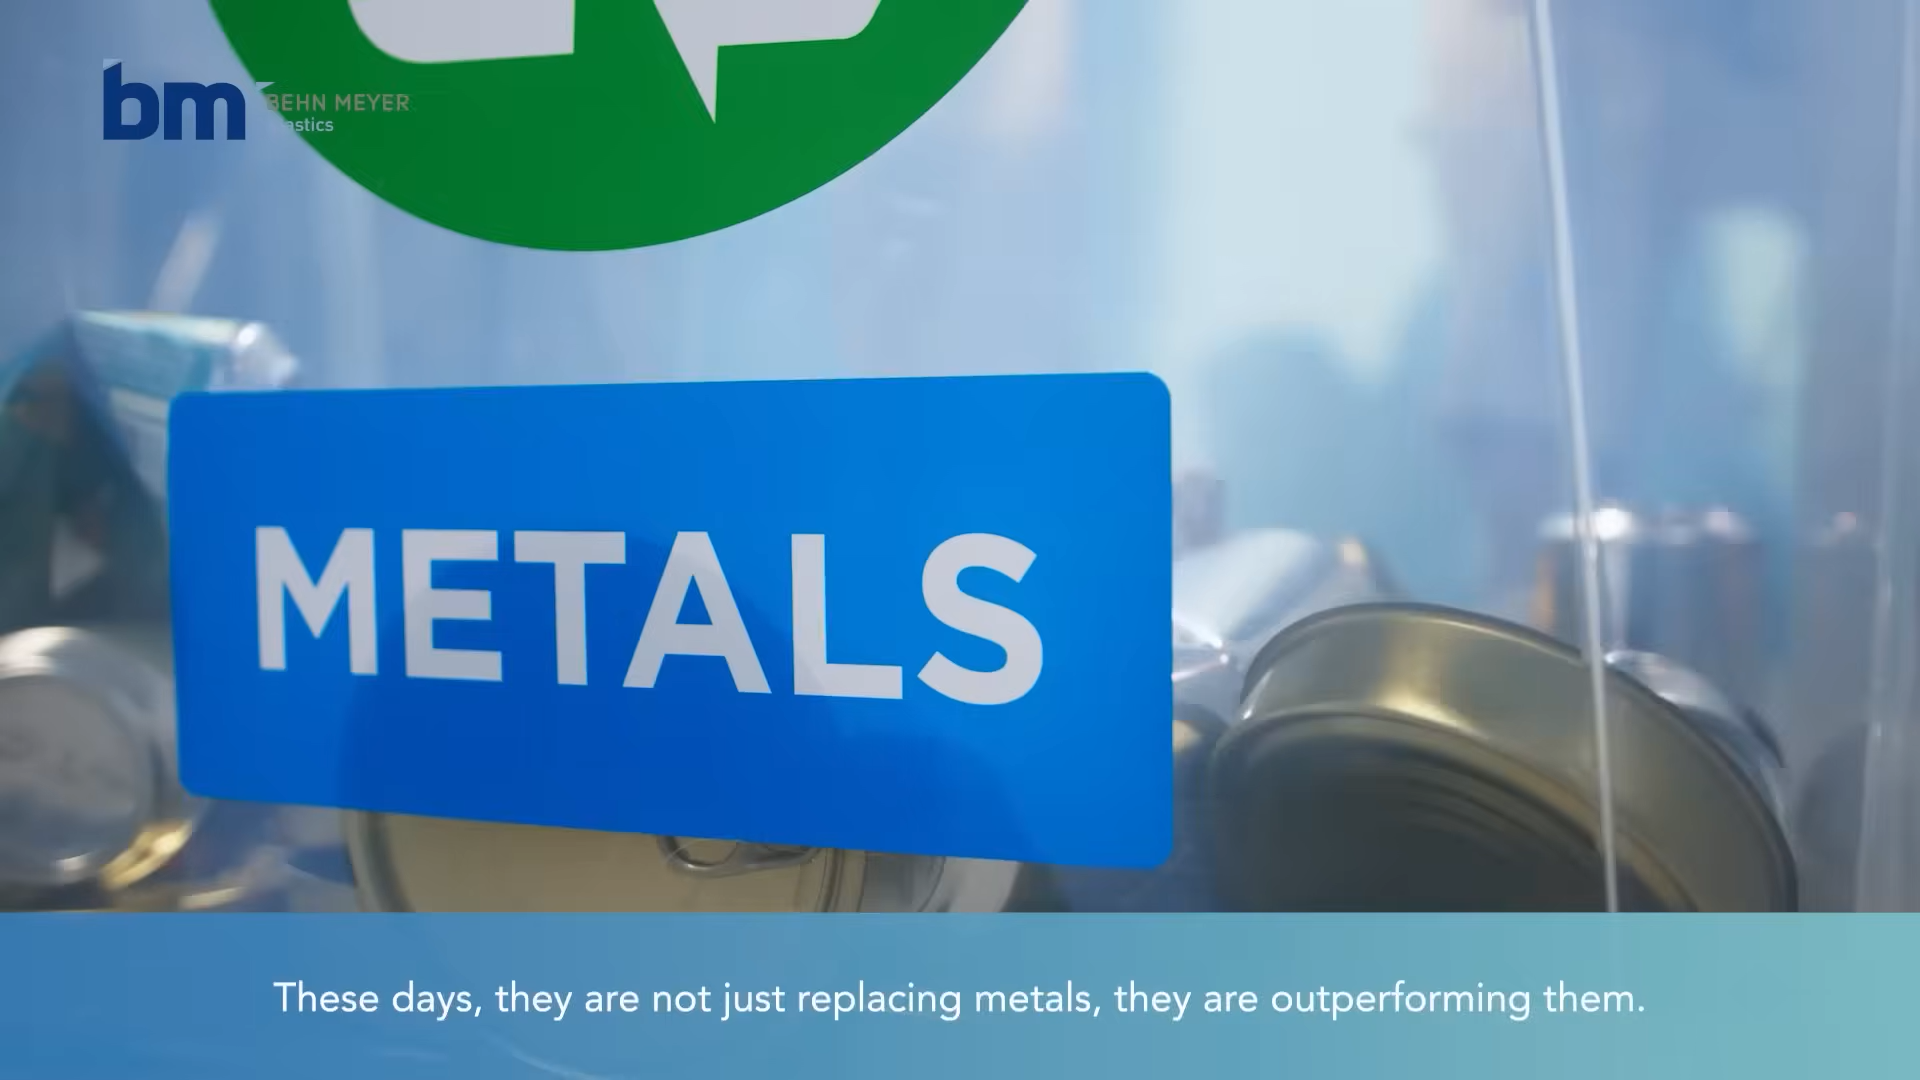 bm
BEHN MEYER
METALS
These days, they are not just replacing metals, they are outperforming them.